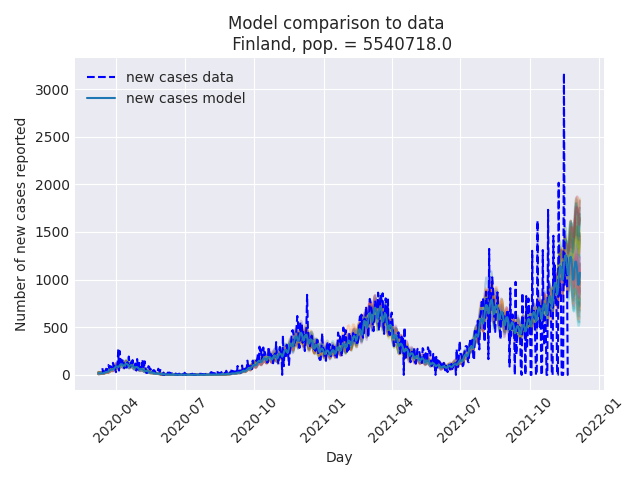 Model comparison to data
Finland, pop. = 5540718.0
new cases data
new cases model
Number of new cases reported
3000
2500
2000
1500
1000
500
0
2020-04
2020-07
2020-10
2021-01
2021-04
2021-07
2021-10
2022-01
Day